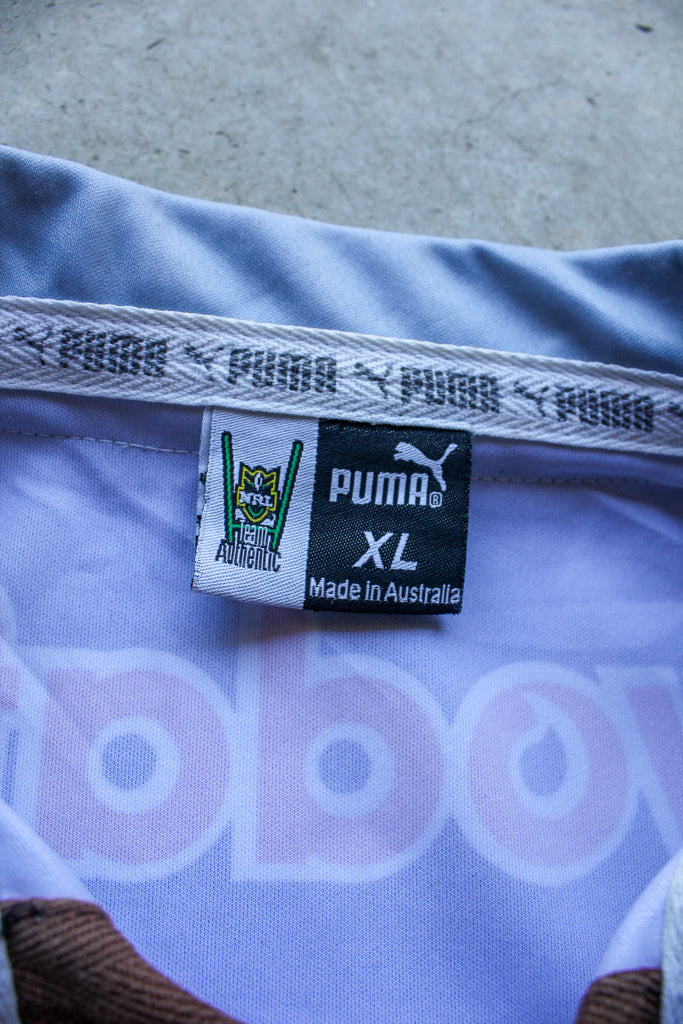 PUMA PUMA PUMA PUMA
NRL
Team
Authentic
PUMA®
XL
Made in Australia